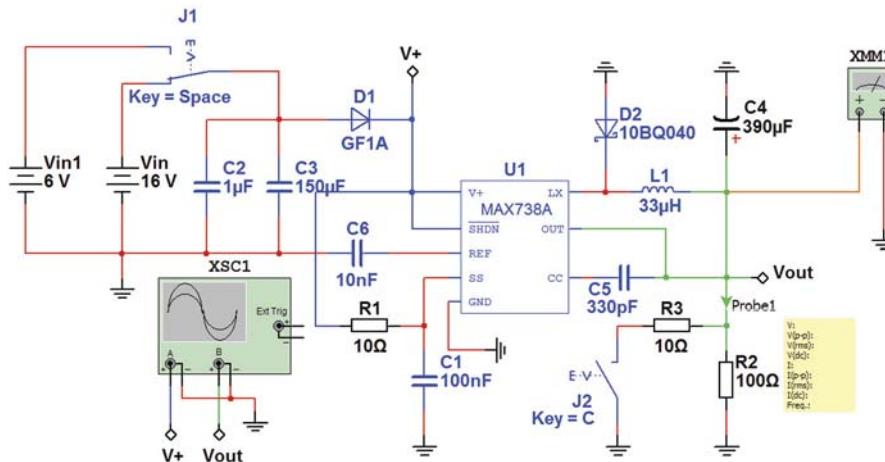 J1
Key = Space
V+
XMM1
D1
GF1A
D2
10BQ040
C4
390µF
+
Vin1
6 V
Vin
16 V
C2
1µF
C3
150µF
U1
MAX738A
V+
SHDN
REF
SS
GND
LX
OUT
CC
L1
33µH
C6
10nF
C5
330pF
Vout
Probe1
XSC1
Ext Trig
A
B
R1
10Ω
C1
100nF
R3
10Ω
J2
Key = C
R2
100Ω
V:
V(p-p):
V(rms):
V(dc):
I:
I(p-p):
I(rms):
I(dc):
Freq.:
V+
Vout